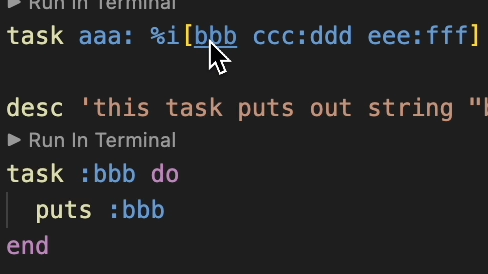 ▶ Run In Terminal
task aaa: %i[bbb ccc:ddd eee:fff]
desc 'this task puts out string "
▶ Run In Terminal
task :bbb do
  puts :bbb
end